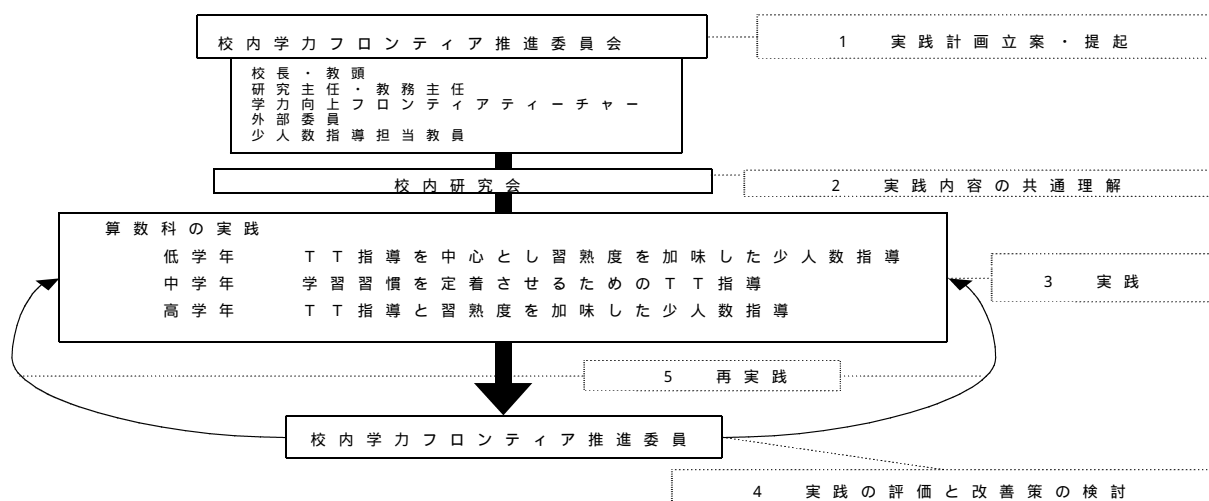 校内学力フロンティア推進委員会
1 実践計画立案・提起
校長・教頭
研究主任・教務主任
学力向上フロンティアティーチャー
外部委員
少人数指導担当教員
校内研究会
2 実践内容の共通理解
算数科の実践
低学年 TT指導を中心とし習熟度を加味した少人数指導
中学年 学習習慣を定着させるためのTT指導
高学年 TT指導と習熟度を加味した少人数指導
3 実践
5 再実践
校内学力フロンティア推進委員
4 実践の評価と改善策の検討